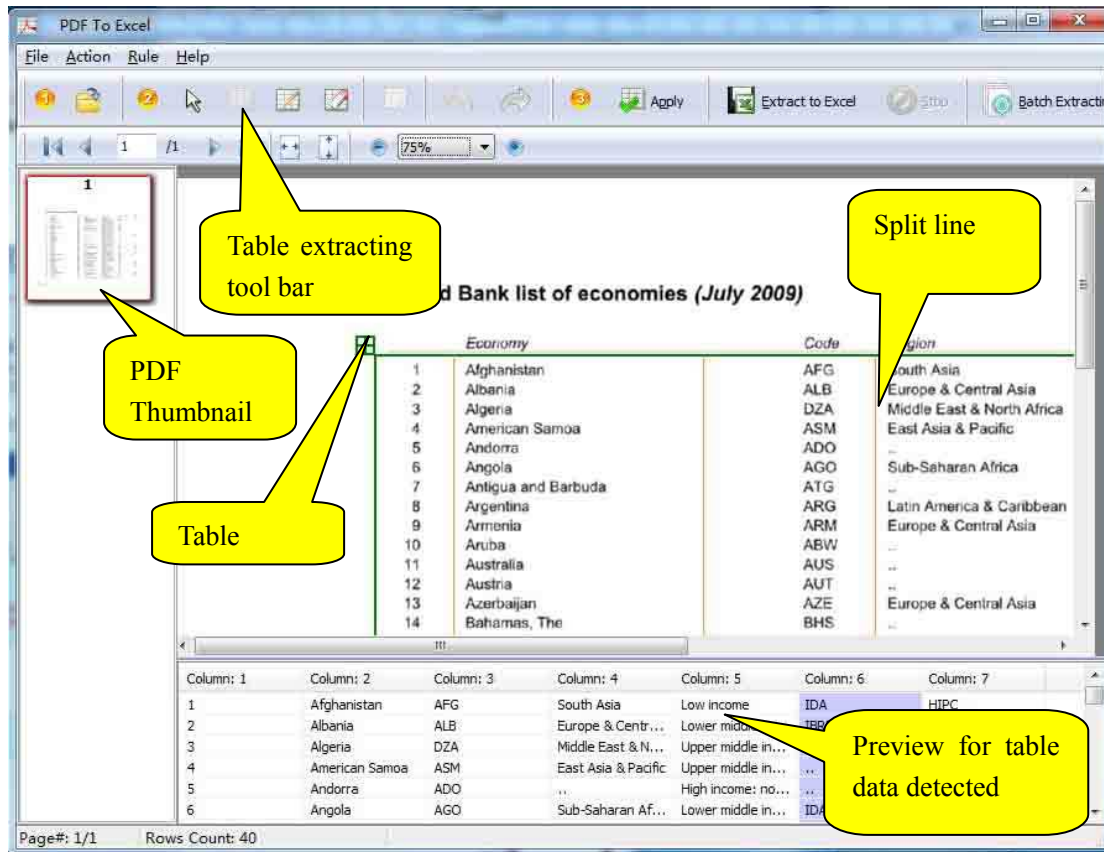 PDF To Excel
File Action Rule Help
1 2 3 Apply Extract to Excel Stop Batch Extractin
1 /1 75%
1
Table extracting
tool bar
Split line
PDF
Thumbnail
Table
d Bank list of economies (July 2009)
Economy Code gion
1 Afghanistan AFG South Asia
2 Albania ALB Europe & Central Asia
3 Algeria DZA Middle East & North Africa
4 American Samoa ASM East Asia & Pacific
5 Andorra ADO ..
6 Angola AGO Sub-Saharan Africa
7 Antigua and Barbuda ATG ..
8 Argentina ARG Latin America & Caribbean
9 Armenia ARM Europe & Central Asia
10 Aruba ABW ..
11 Australia AUS ..
12 Austria AUT ..
13 Azerbaijan AZE Europe & Central Asia
14 Bahamas, The BHS ..
Column: 1 Column: 2 Column: 3 Column: 4 Column: 5 Column: 6 Column: 7
1 Afghanistan AFG South Asia Low income IDA HIPC
2 Albania ALB Europe & Centr... Lower middl
3 Algeria DZA Middle East & N... Upper middle in...
4 American Samoa ASM East Asia & Pacific Upper middle in... ..
5 Andorra ADO .. High income: no... ..
6 Angola AGO Sub-Saharan Af... Lower middle in... IDA
Preview for table
data detected
Page#: 1/1 Rows Count: 40